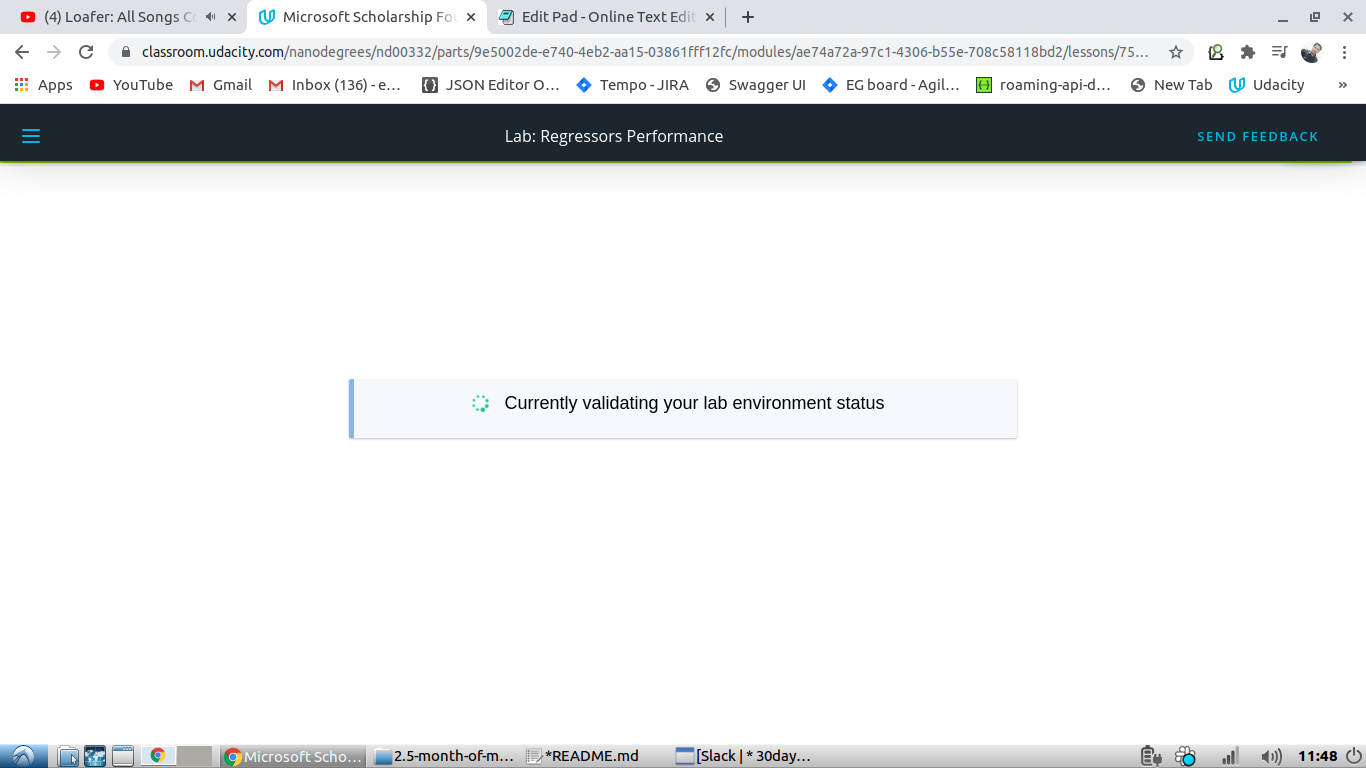 (4) Loafer: All Songs Co
Microsoft Scholarship Fou
Edit Pad - Online Text Edit
classroom.udacity.com/nanodegrees/nd00332/parts/9e5002de-e740-4eb2-aa15-03861fff12fc/modules/ae74a72a-97c1-4306-b55e-708c58118bd2/lessons/75...
Apps YouTube Gmail Inbox (136) - e... JSON Editor O... Tempo - JIRA Swagger UI EG board - Agil... roaming-api-d... New Tab Udacity »
Lab: Regressors Performance
SEND FEEDBACK
Currently validating your lab environment status
Microsoft Scho... 2.5-month-of-m... *README.md [Slack | * 30day... 11:48